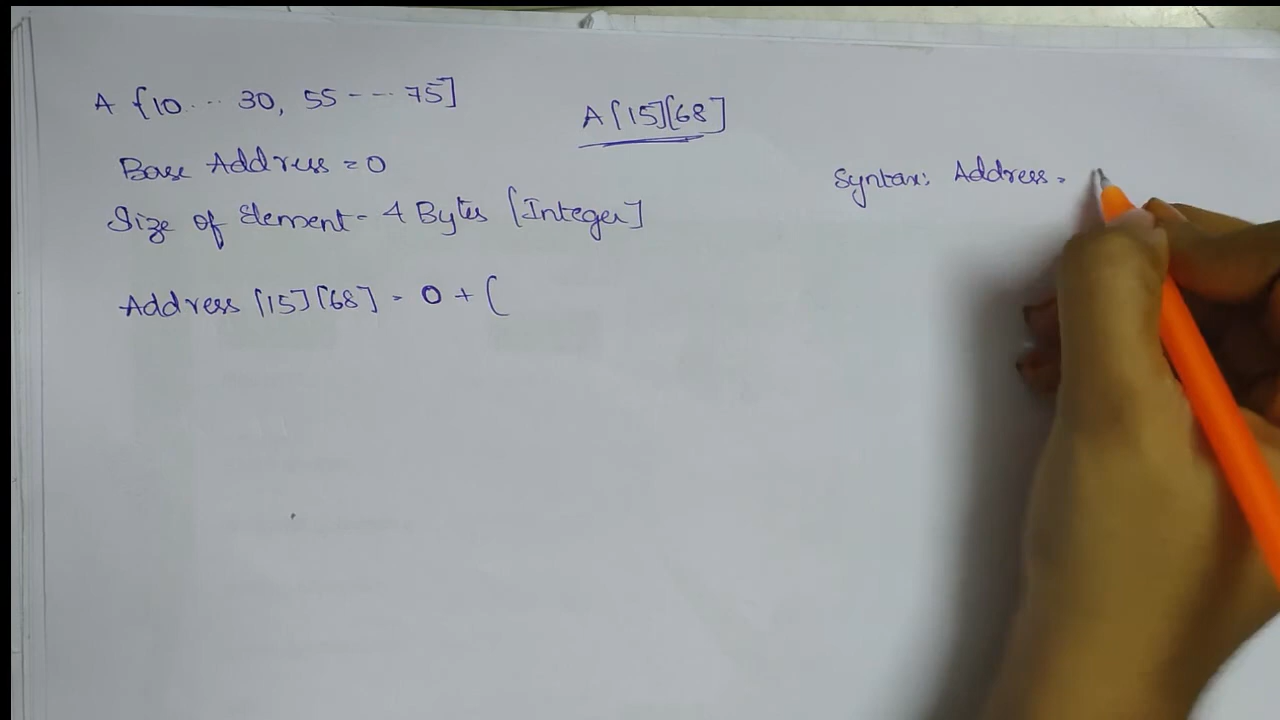 A [10 ... 30, 55 --- 75]
A[15][68]
Base Address = 0
Syntax: Address =
Size of Element - 4 Bytes [Integer]
Address [15][68] = 0 + (